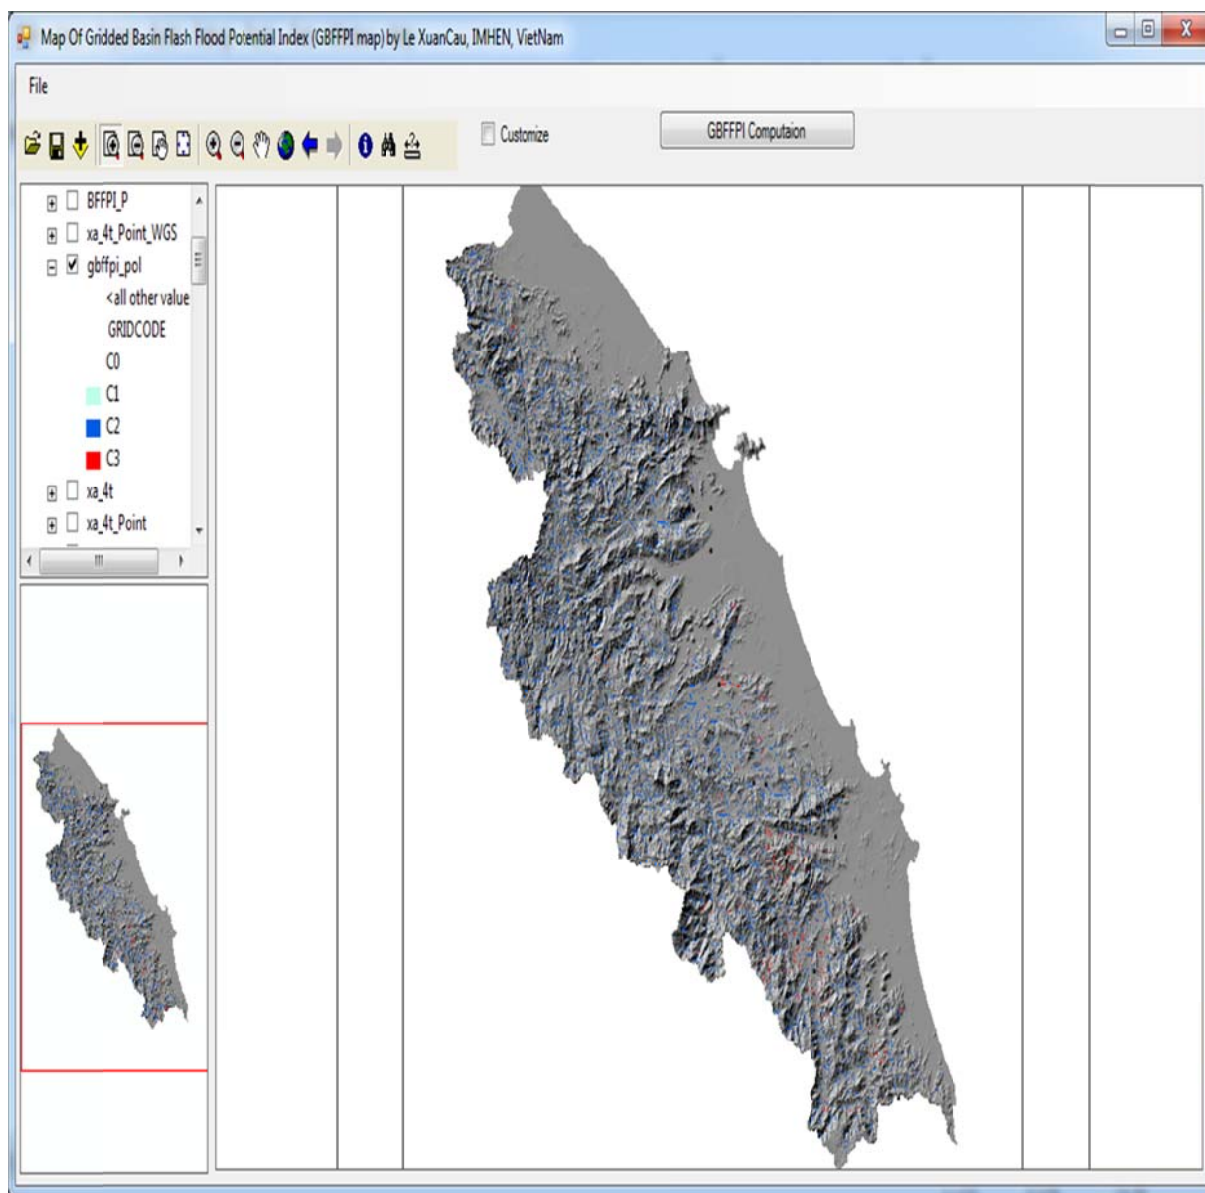 Map Of Gridded Basin Flash Flood Potential Index (GBFFPI map) by Le XuanCau, IMHEN, VietNam
File
Customize
GBFFPI Computaion
BFFPI_P
xa_4t_Point_WGS
gbffpi_pol
<all other value
GRIDCODE
C0
C1
C2
C3
xa_4t
xa_4t_Point